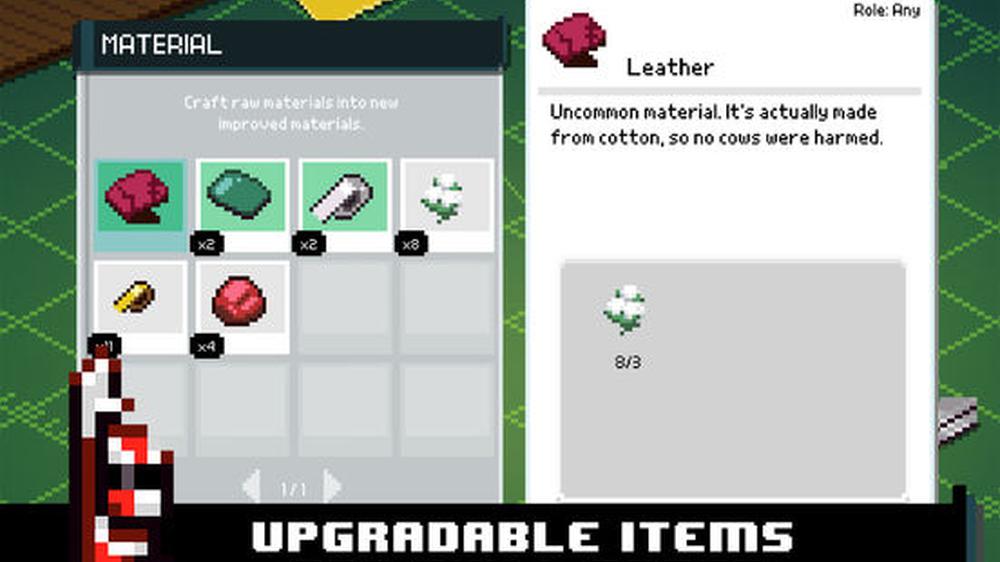 MATERIAL
Craft raw materials into new
improved materials.
x2
x2
x8
x4
1/1
Role: Any
Leather
Uncommon material. It's actually made
from cotton, so no cows were harmed.
8/3
UPGRADABLE ITEMS